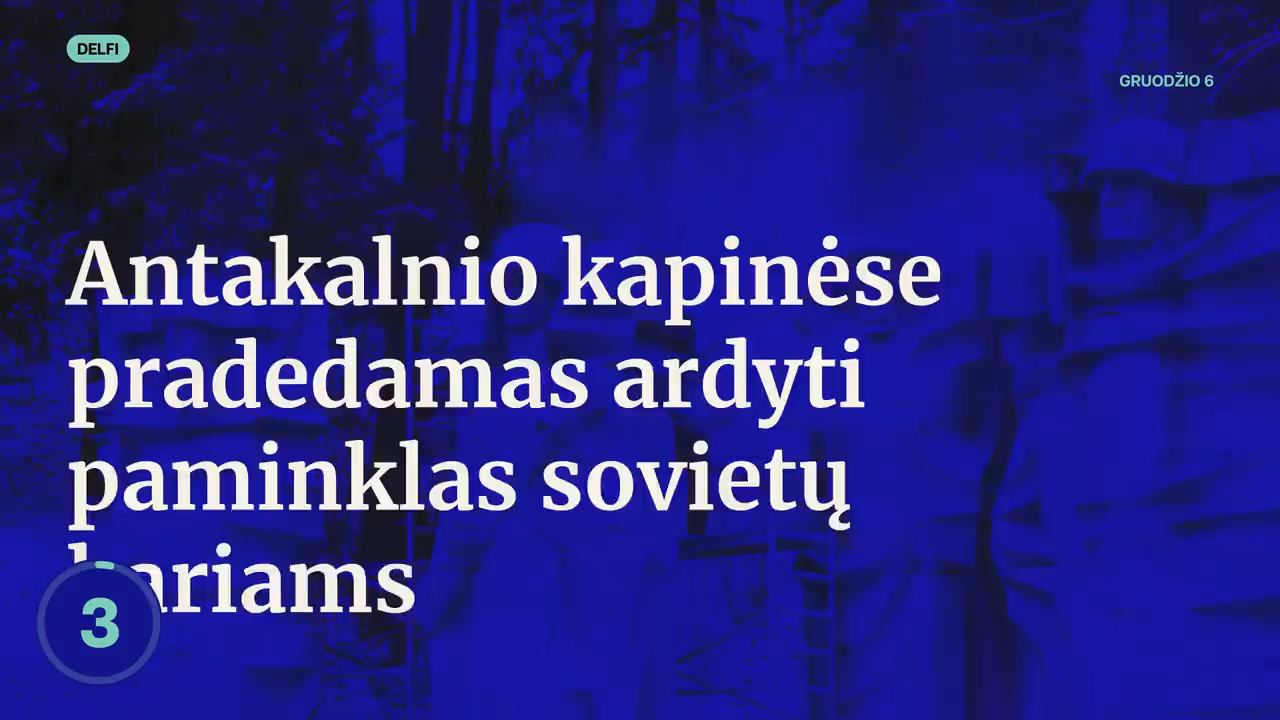 DELFI
GRUODŽIO 6
Antakalnio kapinėse
pradedamas ardyti
paminklas sovietų
kariams
3